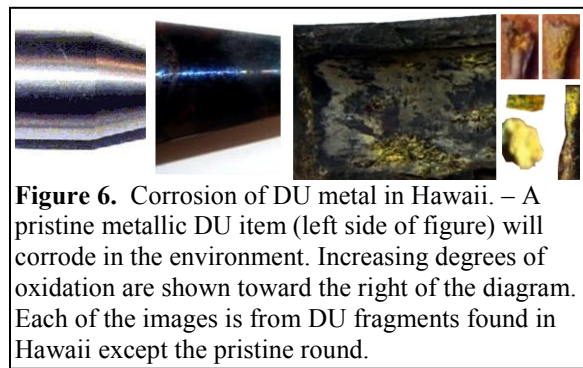 Figure 6.  Corrosion of DU metal in Hawaii. – A
pristine metallic DU item (left side of figure) will
corrode in the environment. Increasing degrees of
oxidation are shown toward the right of the diagram.
Each of the images is from DU fragments found in
Hawaii except the pristine round.